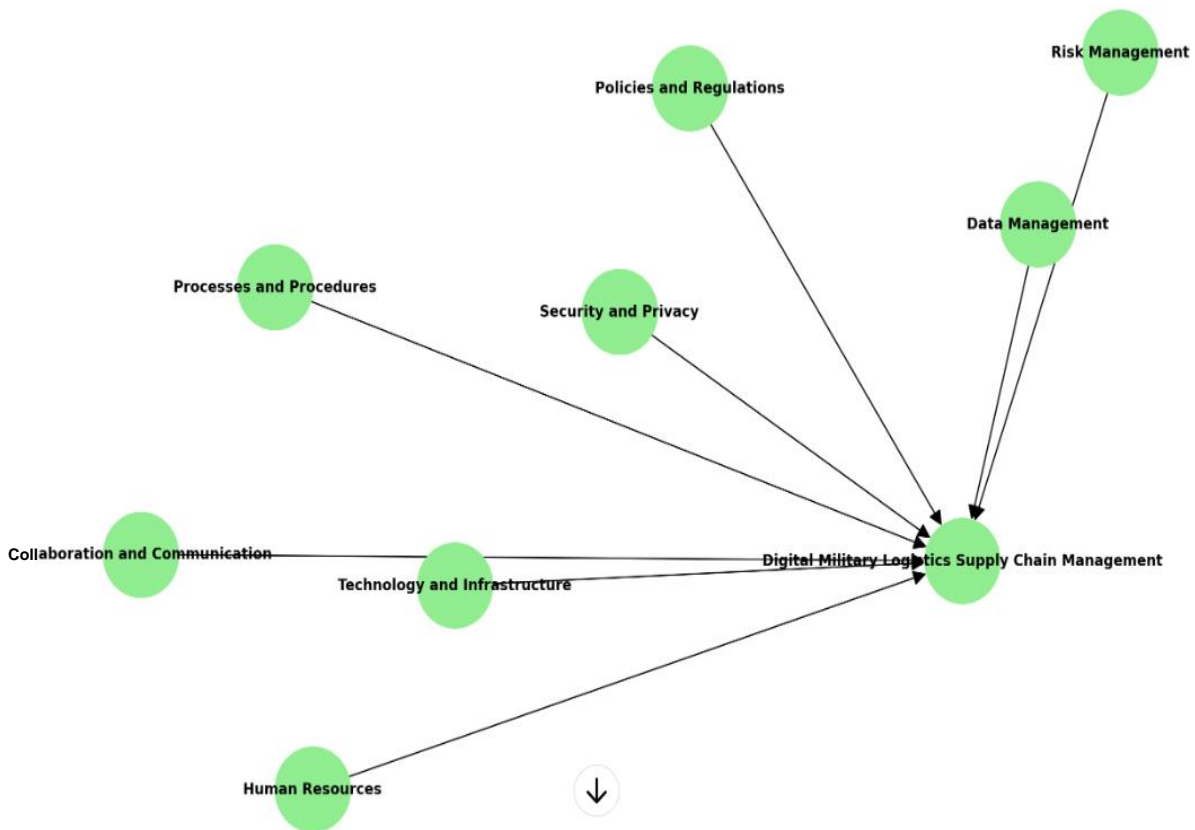 Risk Management
Policies and Regulations
Data Management
Processes and Procedures
Security and Privacy
Collaboration and Communication
Digital Military Logistics Supply Chain Management
Technology and Infrastructure
Human Resources